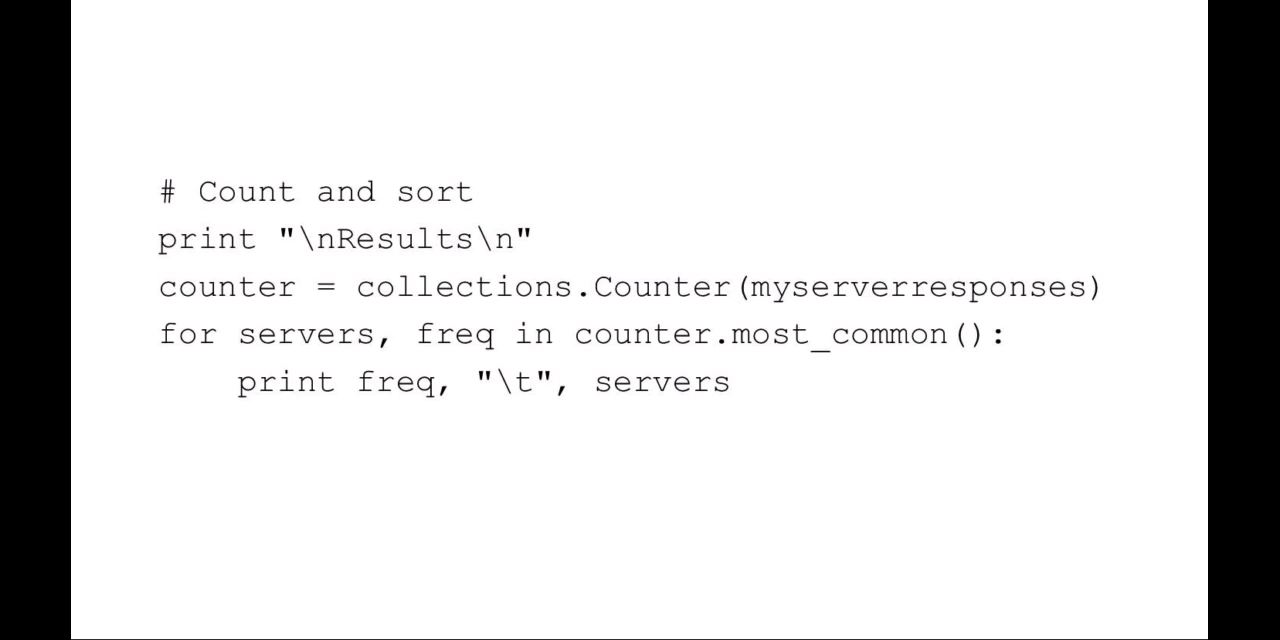 # Count and sort
print "\nResults\n"
counter = collections.Counter(myserverresponses)
for servers, freq in counter.most_common():
    print freq, "\t", servers